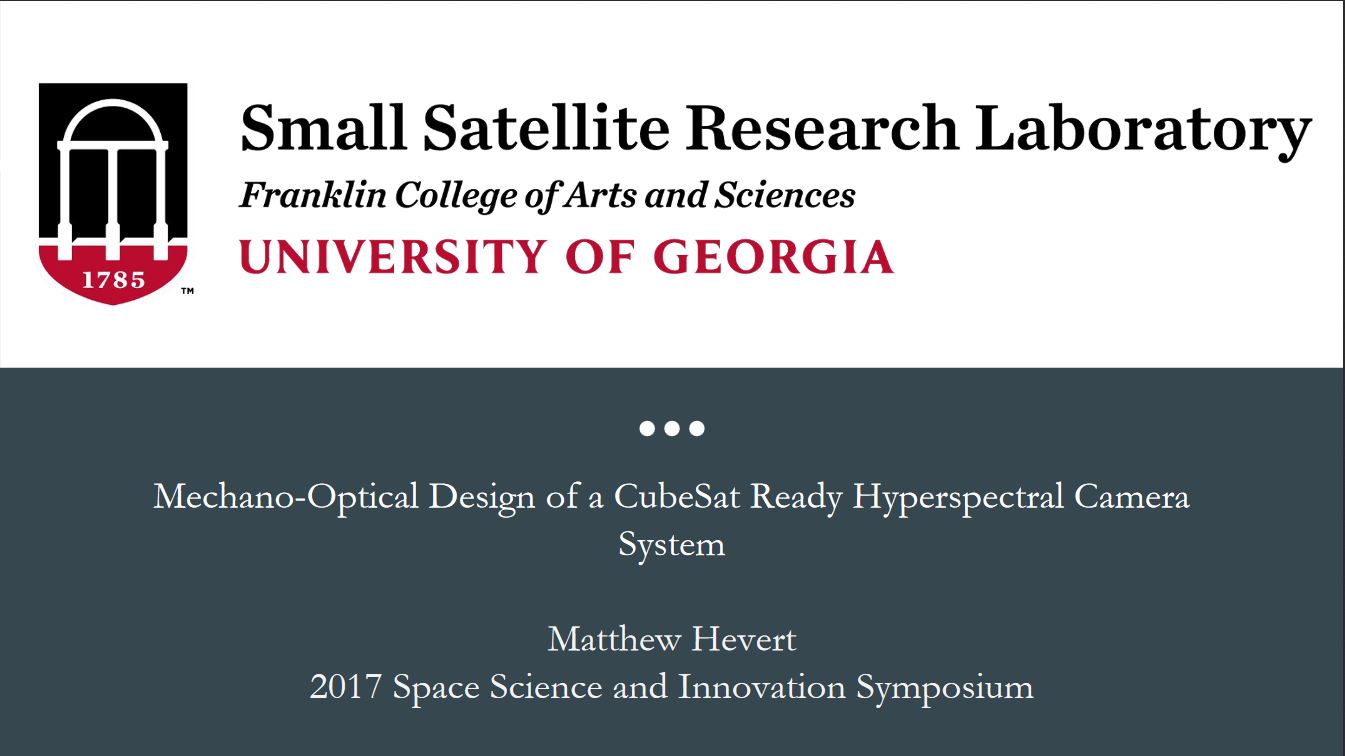 Small Satellite Research Laboratory
Franklin College of Arts and Sciences
UNIVERSITY OF GEORGIA
1785
TM
Mechano-Optical Design of a CubeSat Ready Hyperspectral Camera
System
Matthew Hevert
2017 Space Science and Innovation Symposium